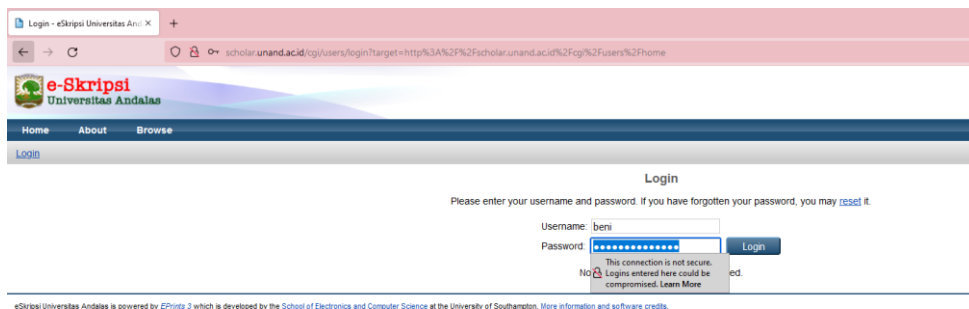 Login - eSkripsi Universitas And
scholar.unand.ac.id/cgi/users/login?target=http%3A%2F%2Fscholar.unand.ac.id%2Fcgi%2Fusers%2Fhome
e-Skripsi
Universitas Andalas
Home About Browse
Login
Login
Please enter your username and password. If you have forgotten your password, you may reset it.
Username: beni
Password: •••••••••••••• Login
This connection is not secure.
No Logins entered here could be ed.
compromised. Learn More
eSkripsi Universitas Andalas is powered by EPrints 3 which is developed by the School of Electronics and Computer Science at the University of Southampton. More information and software credits.